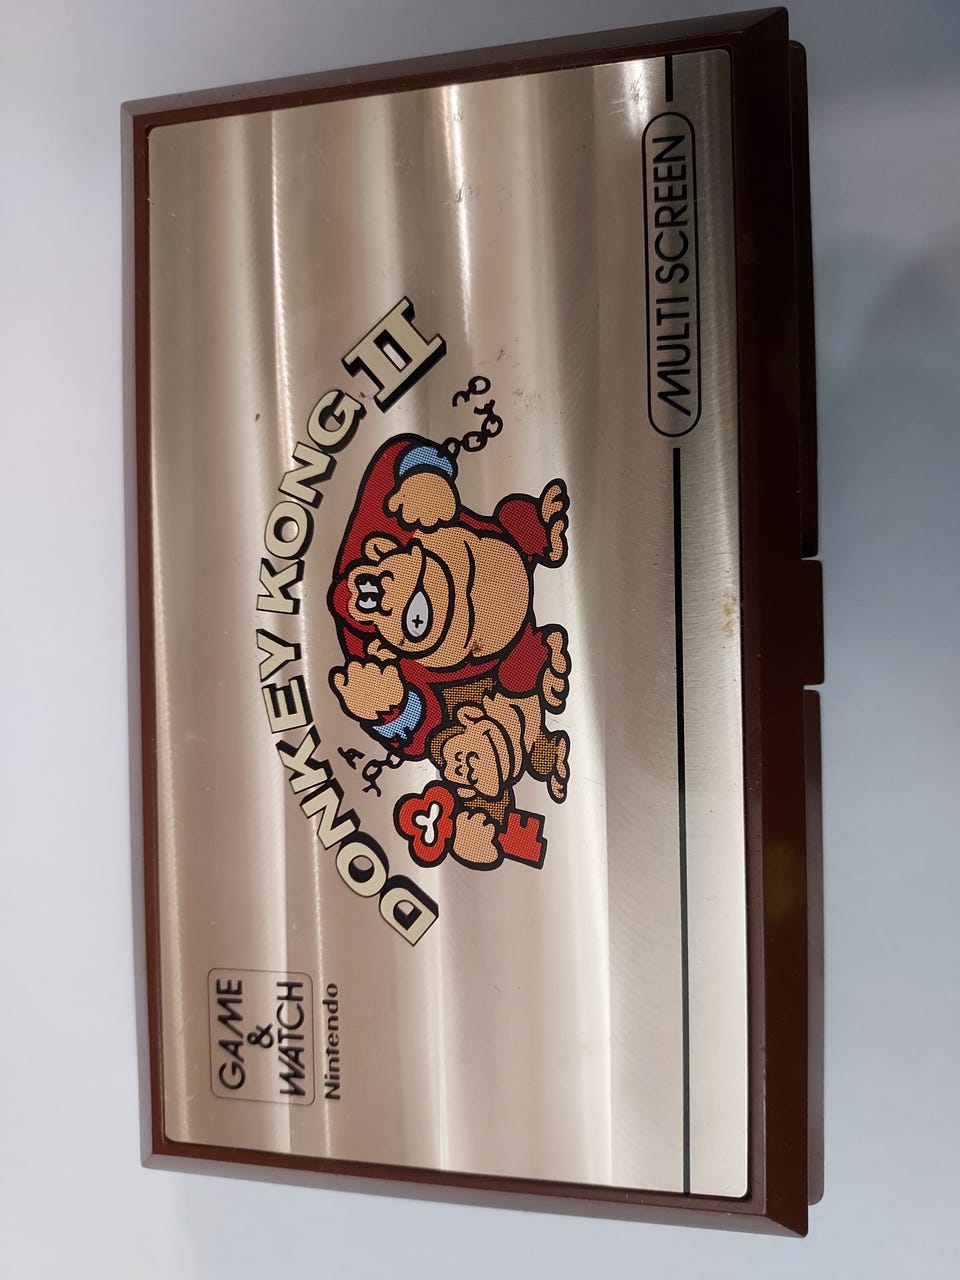 GAME
&
WATCH
Nintendo
DONKEY KONG II
MULTI SCREEN